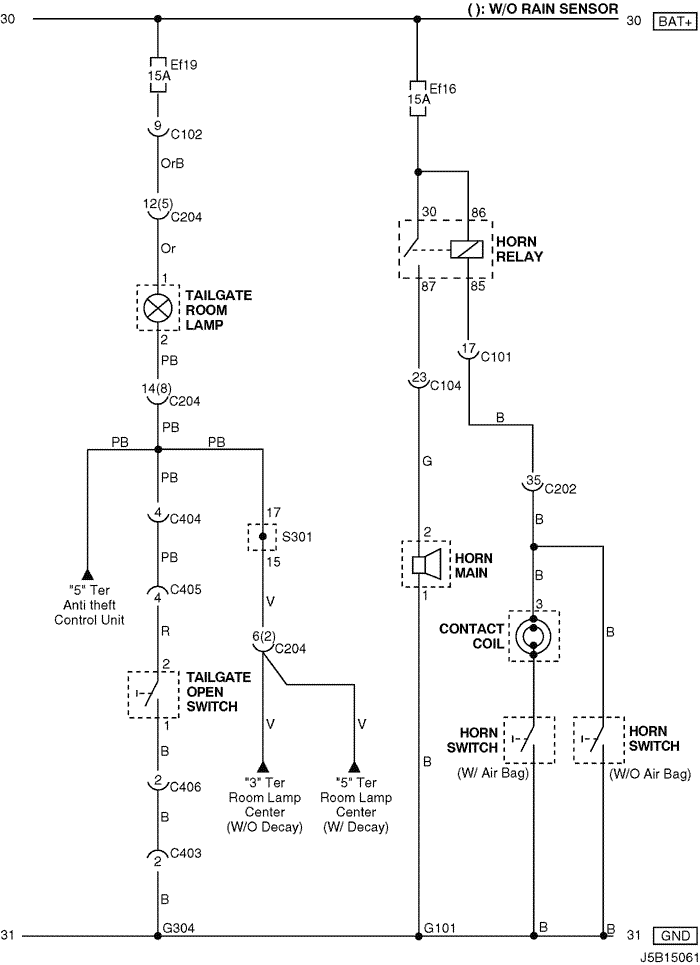 ( ): W/O RAIN SENSOR
30
30 BAT+
Ef19
15A
Ef16
15A
9
C102
OrB
12(5)
C204
Or
30
86
HORN
RELAY
87
85
1
TAILGATE
ROOM
LAMP
2
PB
17
C101
23
C104
14(8)
C204
PB
B
PB
PB
PB
G
35
C202
4
C404
17
S301
15
B
2
HORN
MAIN
1
PB
"5" Ter
Anti theft
Control Unit
C405
4
V
B
3
CONTACT
COIL
R
6(2)
C204
B
2
TAILGATE
OPEN
SWITCH
1
V
V
HORN
SWITCH
(W/ Air Bag)
HORN
SWITCH
(W/O Air Bag)
B
B
2
C406
"3" Ter
Room Lamp
Center
(W/O Decay)
"5" Ter
Room Lamp
Center
(W/ Decay)
B
C403
2
B
31
G304
G101
B
B
31 GND
J5B15061